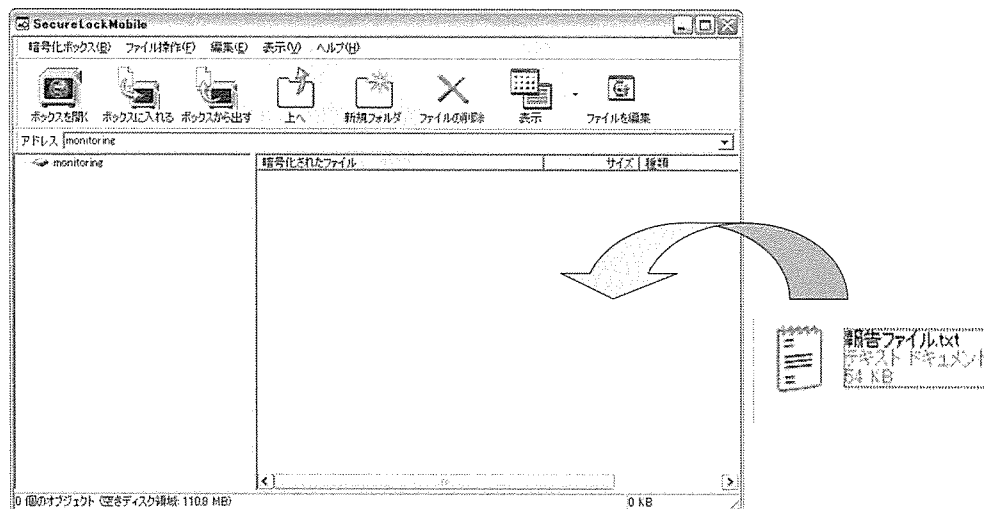 SecureLockMobile
暗号化ボックス(B) ファイル操作(F) 編集(E) 表示(V) ヘルプ(H)
ボックスを開く ボックスに入れる ボックスから出す 上へ 新規フォルダ ファイルの削除 表示 ファイルを編集
アドレス monitoring
monitoring
暗号化されたファイル サイズ 種類
報告ファイル.txt
テキスト ドキュメント
54 KB
0 個のオブジェクト (空きディスク領域: 110.8 MB) 0 KB